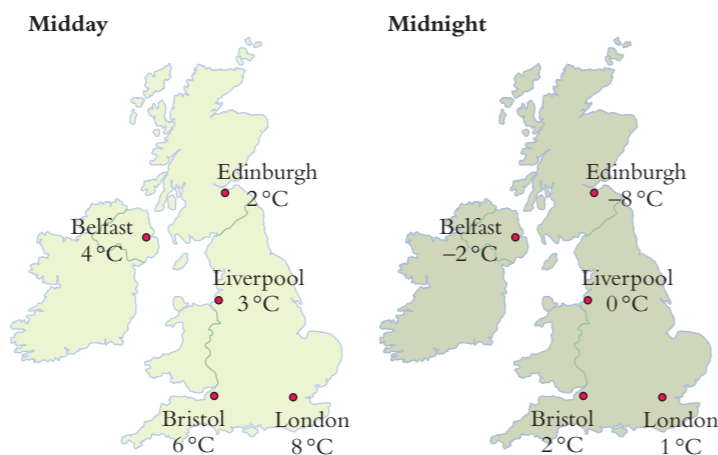 Midday
Edinburgh
2 °C
Belfast
4 °C
Liverpool
3 °C
Bristol
6 °C
London
8 °C
Midnight
Edinburgh
–8 °C
Belfast
–2 °C
Liverpool
0 °C
Bristol
2 °C
London
1 °C